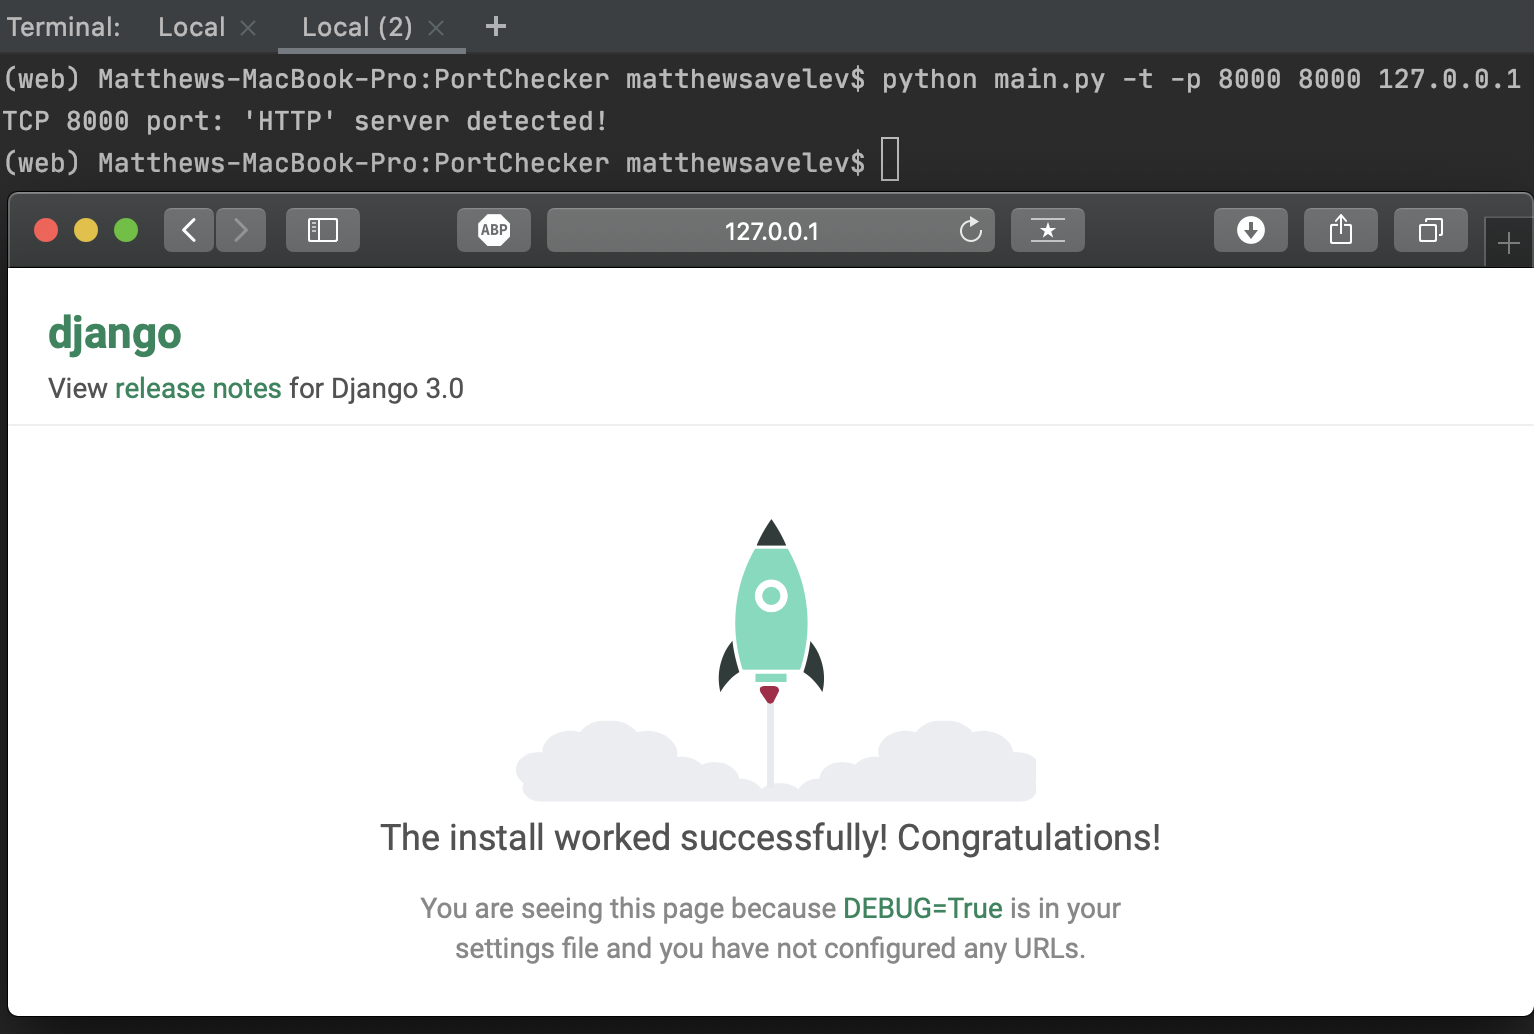 Terminal: Local × Local (2) × +
(web) Matthews-MacBook-Pro:PortChecker matthewsavelev$ python main.py -t -p 8000 8000 127.0.0.1
TCP 8000 port: 'HTTP' server detected!
(web) Matthews-MacBook-Pro:PortChecker matthewsavelev$
ABP 127.0.0.1
django
View release notes for Django 3.0
The install worked successfully! Congratulations!
You are seeing this page because DEBUG=True is in your
settings file and you have not configured any URLs.